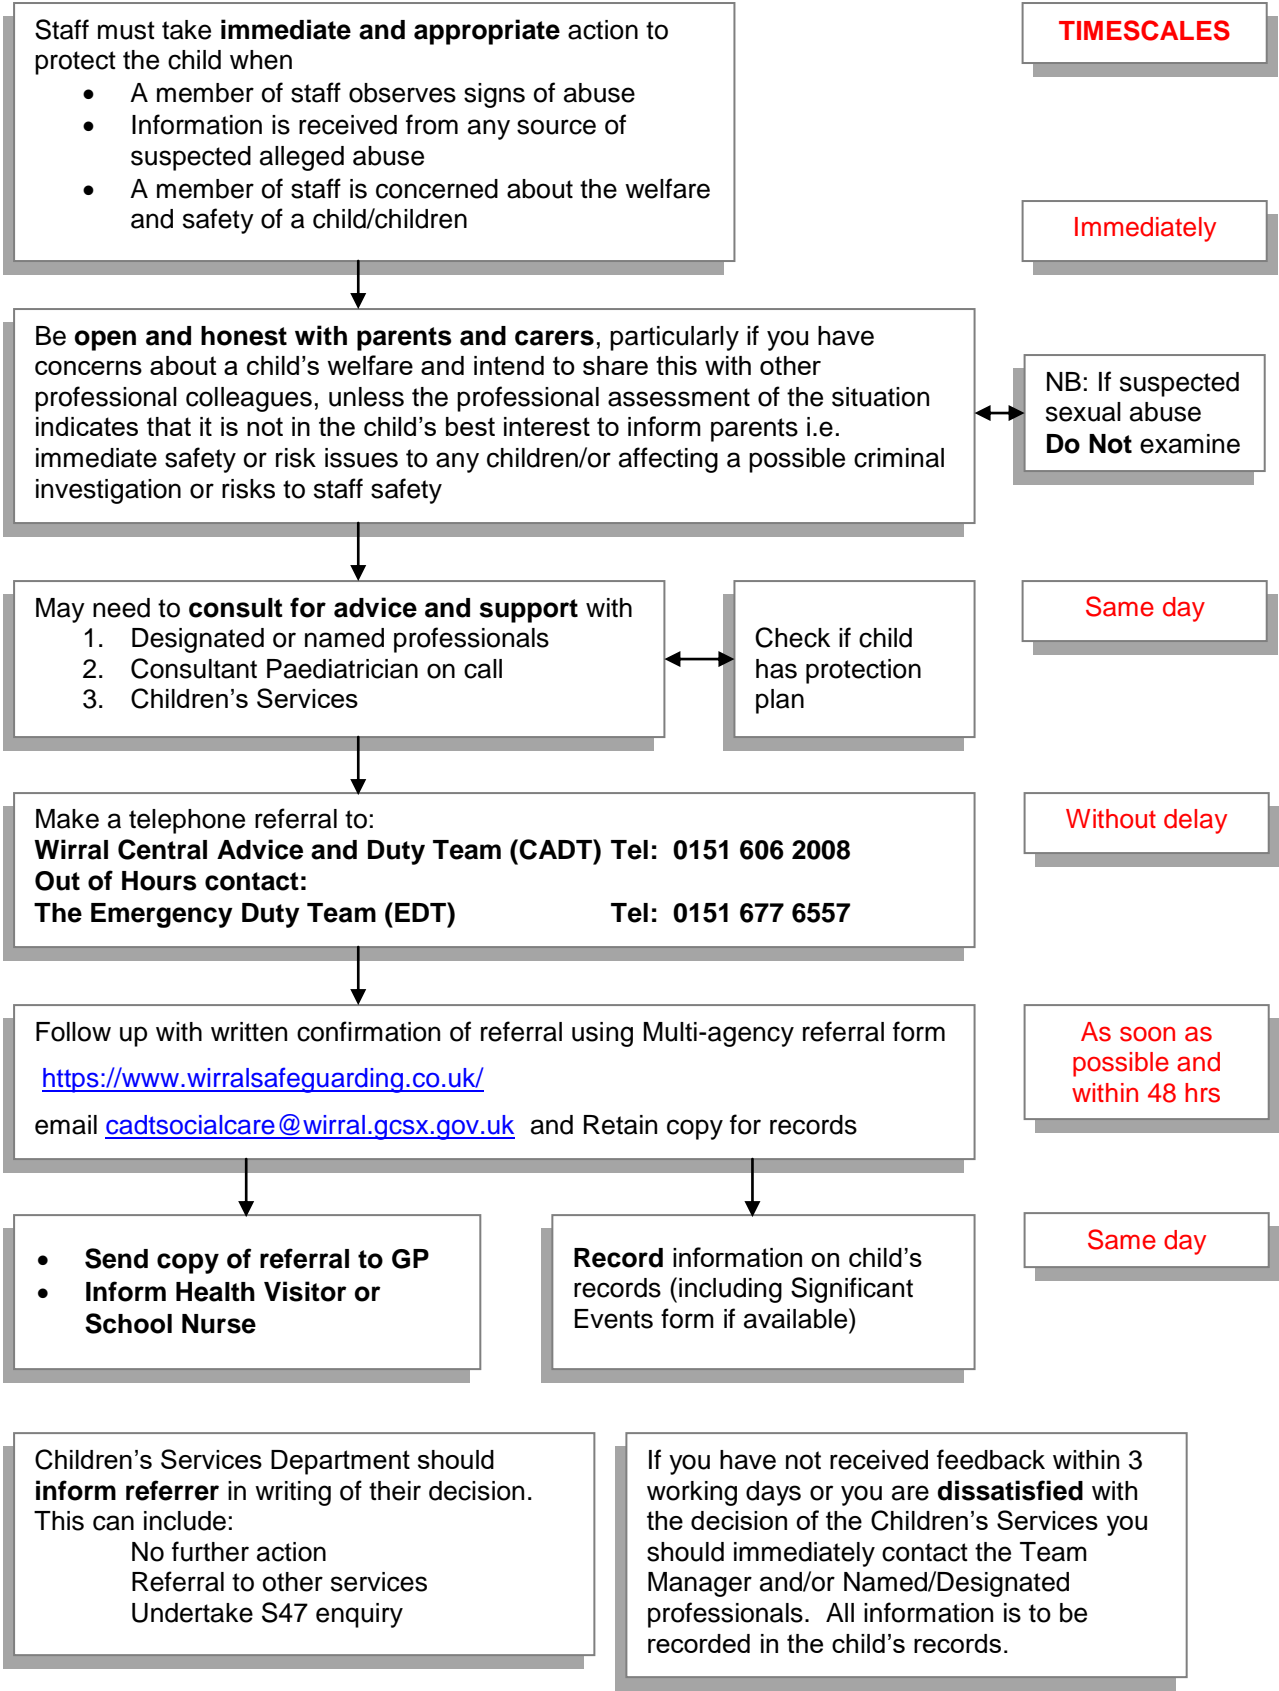 Staff must take immediate and appropriate action to
protect the child when
• A member of staff observes signs of abuse
• Information is received from any source of
suspected alleged abuse
• A member of staff is concerned about the welfare
and safety of a child/children
TIMESCALES
Immediately
Be open and honest with parents and carers, particularly if you have
concerns about a child’s welfare and intend to share this with other
professional colleagues, unless the professional assessment of the situation
indicates that it is not in the child’s best interest to inform parents i.e.
immediate safety or risk issues to any children/or affecting a possible criminal
investigation or risks to staff safety
NB: If suspected
sexual abuse
Do Not examine
May need to consult for advice and support with
1. Designated or named professionals
2. Consultant Paediatrician on call
3. Children’s Services
Check if child
has protection
plan
Same day
Make a telephone referral to:
Wirral Central Advice and Duty Team (CADT) Tel: 0151 606 2008
Out of Hours contact:
The Emergency Duty Team (EDT) Tel: 0151 677 6557
Without delay
Follow up with written confirmation of referral using Multi-agency referral form
https://www.wirralsafeguarding.co.uk/
email cadtsocialcare@wirral.gcsx.gov.uk and Retain copy for records
As soon as
possible and
within 48 hrs
• Send copy of referral to GP
• Inform Health Visitor or
School Nurse
Record information on child’s
records (including Significant
Events form if available)
Same day
Children’s Services Department should
inform referrer in writing of their decision.
This can include:
No further action
Referral to other services
Undertake S47 enquiry
If you have not received feedback within 3
working days or you are dissatisfied with
the decision of the Children’s Services you
should immediately contact the Team
Manager and/or Named/Designated
professionals. All information is to be
recorded in the child’s records.